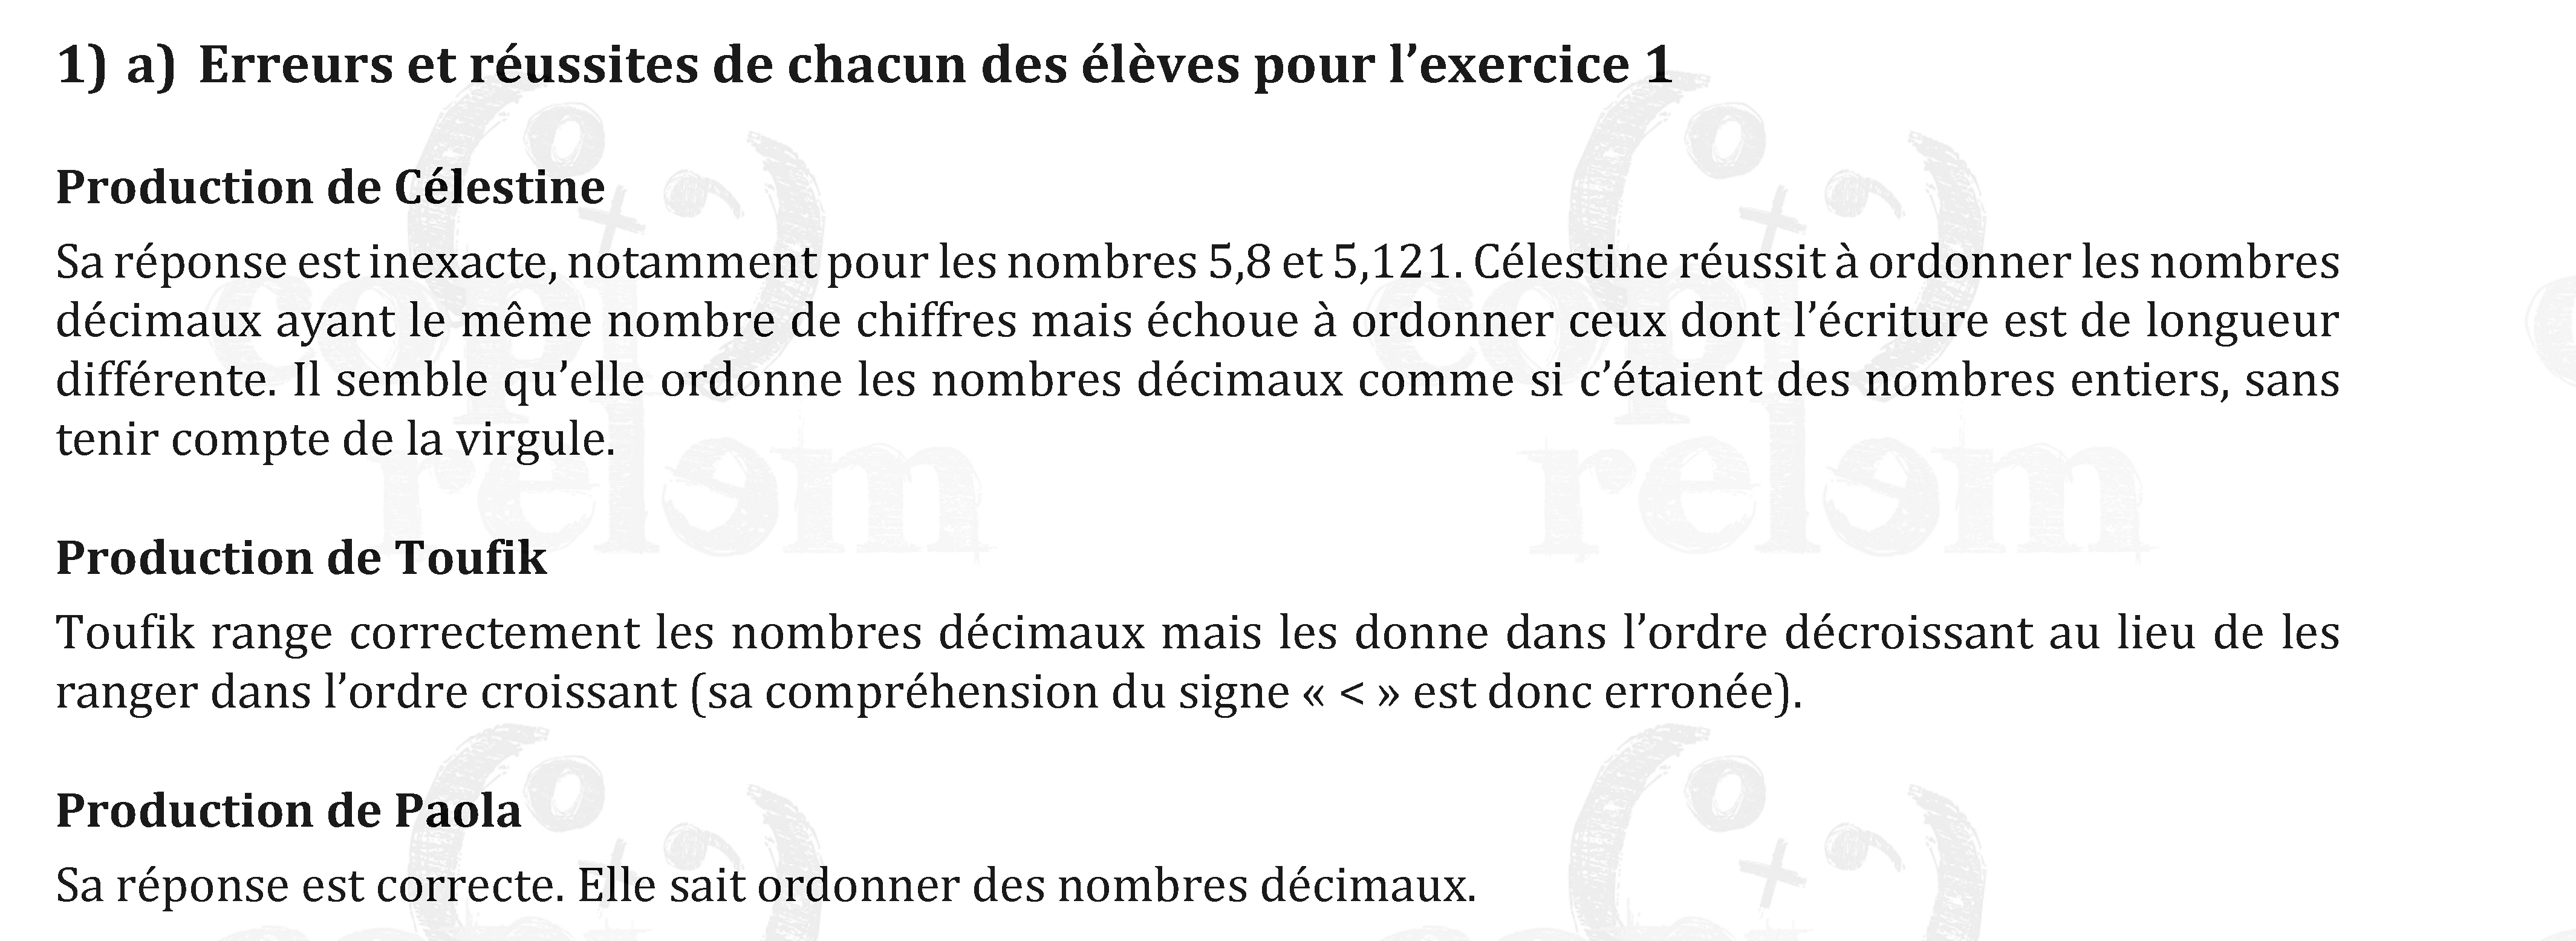 1) a) Erreurs et réussites de chacun des élèves pour l’exercice 1
Production de Célestine
Sa réponse est inexacte, notamment pour les nombres 5,8 et 5,121. Célestine réussit à ordonner les nombres
décimaux ayant le même nombre de chiffres mais échoue à ordonner ceux dont l’écriture est de longueur
différente. Il semble qu’elle ordonne les nombres décimaux comme si c’étaient des nombres entiers, sans
tenir compte de la virgule.
Production de Toufik
Toufik range correctement les nombres décimaux mais les donne dans l’ordre décroissant au lieu de les
ranger dans l’ordre croissant (sa compréhension du signe « < » est donc erronée).
Production de Paola
Sa réponse est correcte. Elle sait ordonner des nombres décimaux.
copi
relem
copi
relem